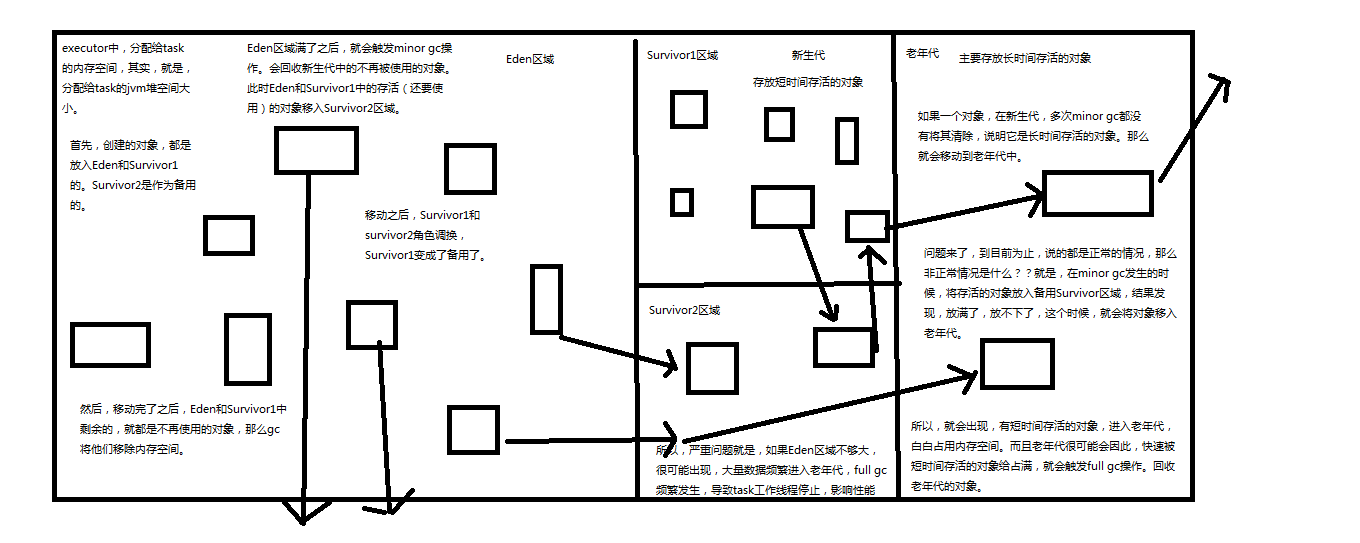 executor中，分配给task
的内存空间，其实，就是，
分配给task的jvm堆空间大
小。
首先，创建的对象，都是
放入Eden和Survivor1
的。Survivor2是作为备用
的。
Eden区域满了之后，就会触发minor gc操
作。会回收新生代中的不再被使用的对象。
此时Eden和Survivor1中的存活（还要使
用）的对象移入Survivor2区域。
Eden区域
移动之后，Survivor1和
survivor2角色调换，
Survivor1变成了备用了。
然后，移动完了之后，Eden和Survivor1中
剩余的，就都是不再使用的对象，那么gc
将他们移除内存空间。
Survivor1区域
新生代
存放短时间存活的对象
Survivor2区域
所以，严重问题就是，如果Eden区域不够大，
很可能出现，大量数据频繁进入老年代，full gc
频繁发生，导致task工作线程停止，影响性能
老年代
主要存放长时间存活的对象
如果一个对象，在新生代，多次minor gc都没
有将其清除，说明它是长时间存活的对象。那么
就会移动到老年代中。
问题来了，到目前为止，说的都是正常的情况，那么
非正常情况是什么？？就是，在minor gc发生的时
候，将存活的对象放入备用Survivor区域，结果发
现，放满了，放不下了，这个时候，就会将对象移入
老年代。
所以，就会出现，有短时间存活的对象，进入老年代，
白白占用内存空间。而且老年代很可能会因此，快速被
短时间存活的对象给占满，就会触发full gc操作。回收
老年代的对象。